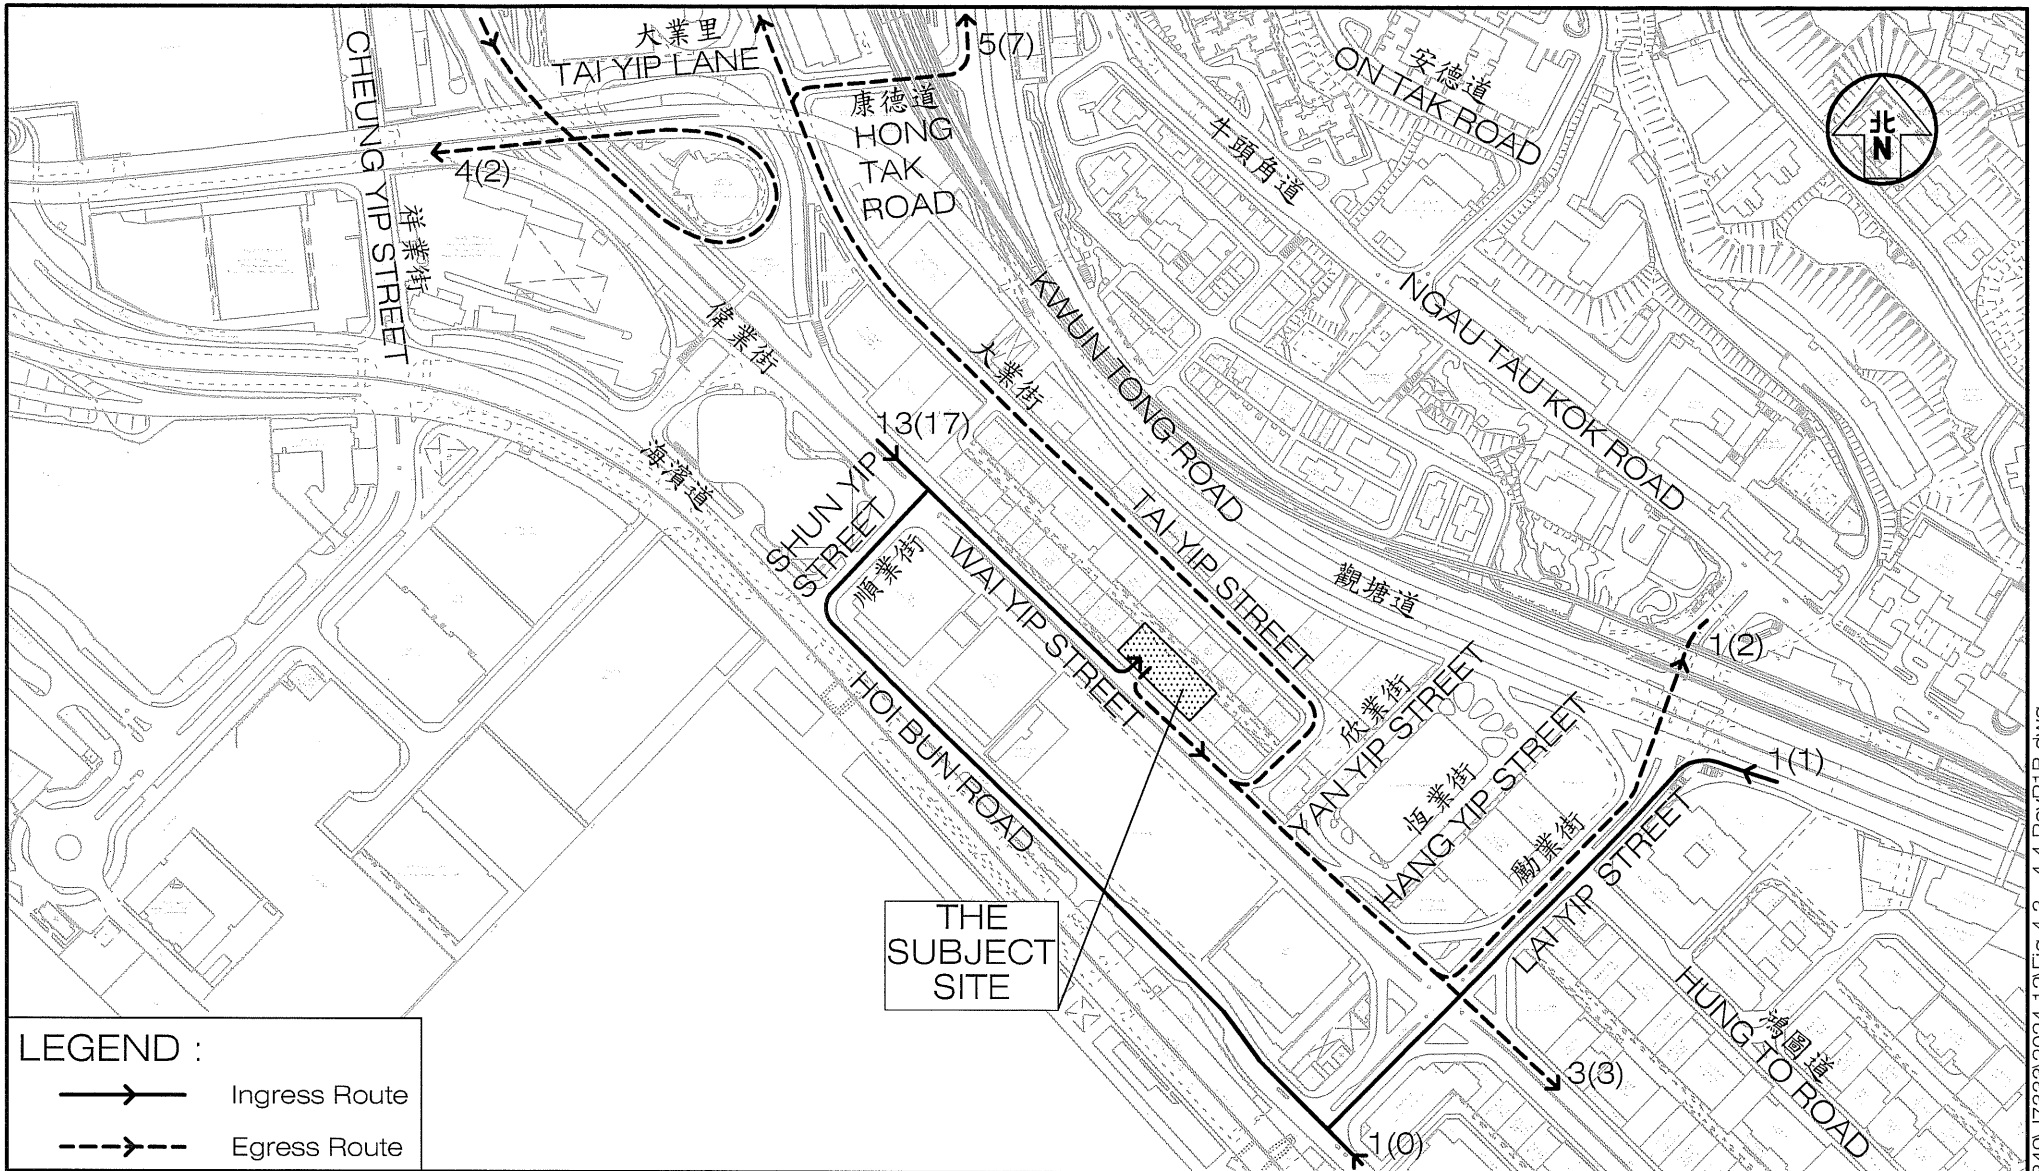 大業里
TAI YIP LANE
5(7)
康德道
HONG
TAK
ROAD
安德道
ON TAK ROAD
牛頭角道
北
N
CHEUNG YIP STREET
祥業街
4(2)
偉業街
KWUN TONG ROAD
NGAU TAU KOK ROAD
大業街
13(17)
海濱道
SHUN YIP
STREET
順業街
WAI YIP STREET
TAI YIP STREET
觀塘道
1(2)
HOI BUN ROAD
欣業街
YAN YIP STREET
恆業街
HANG YIP STREET
勵業街
LAI YIP STREET
1(1)
THE
SUBJECT
SITE
HUNG TO ROAD
鴻圖道
3(3)
1(0)
LEGEND :
Ingress Route
Egress Route